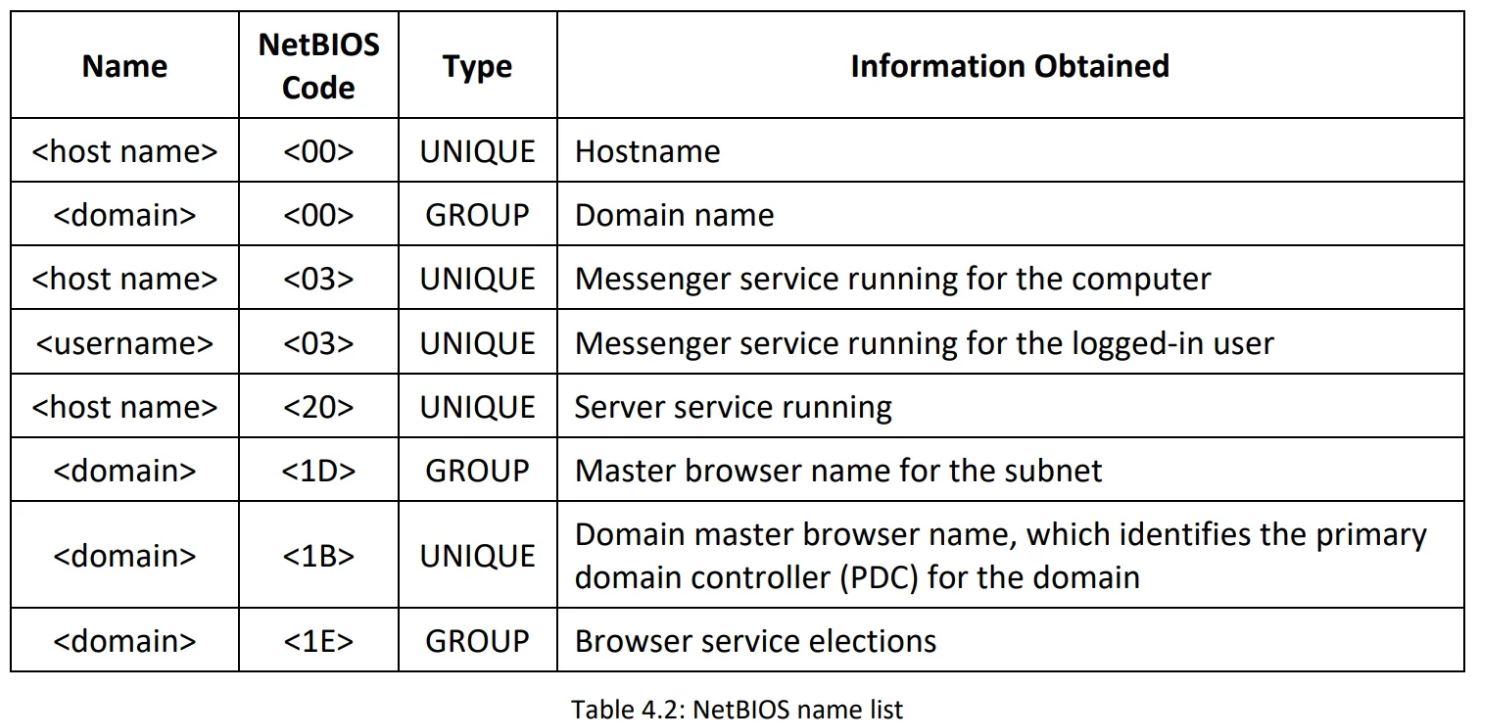 Name NetBIOS Code Type Information Obtained
<host name> <00> UNIQUE Hostname
<domain> <00> GROUP Domain name
<host name> <03> UNIQUE Messenger service running for the computer
<username> <03> UNIQUE Messenger service running for the logged-in user
<host name> <20> UNIQUE Server service running
<domain> <1D> GROUP Master browser name for the subnet
<domain> <1B> UNIQUE Domain master browser name, which identifies the primary
domain controller (PDC) for the domain
<domain> <1E> GROUP Browser service elections
Table 4.2: NetBIOS name list